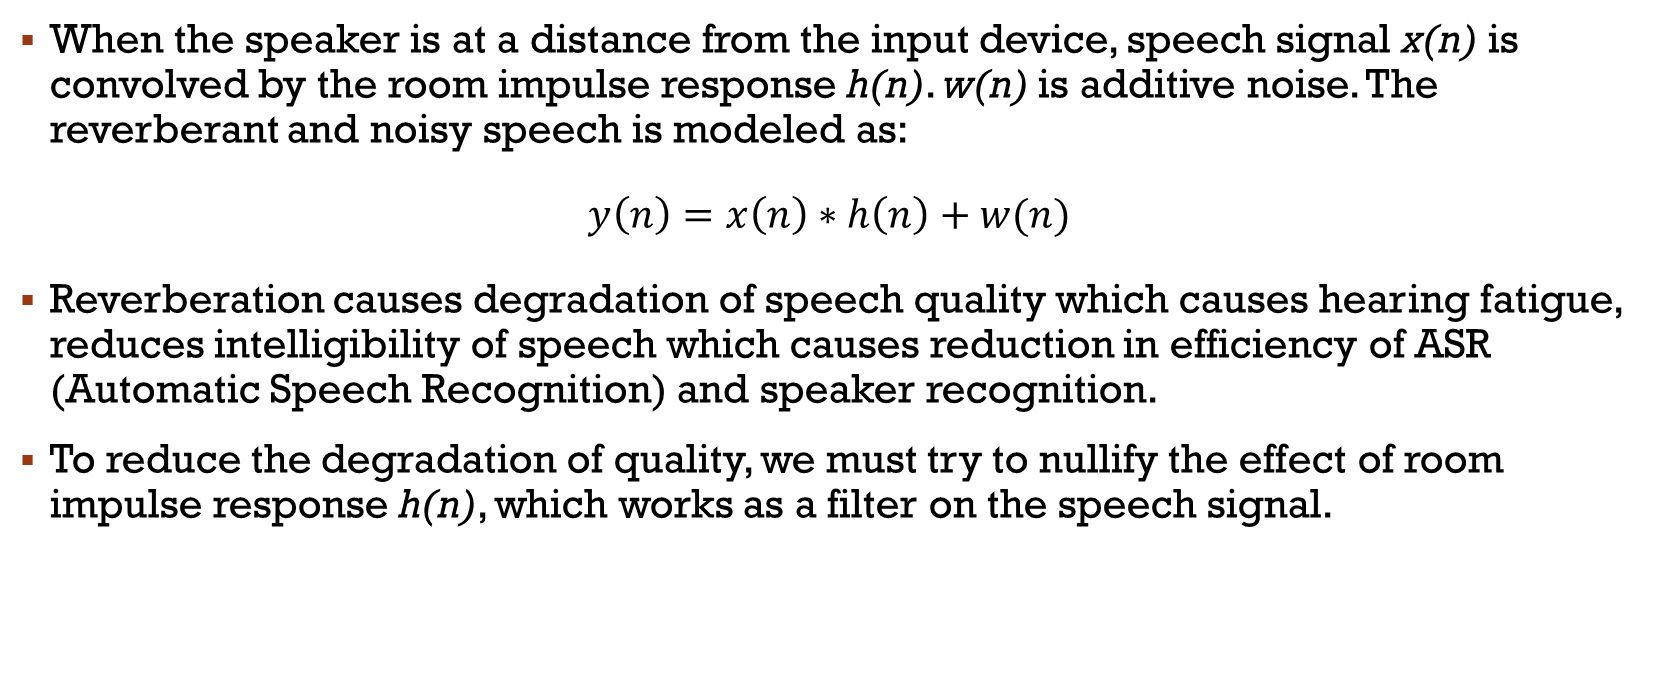 ▪ When the speaker is at a distance from the input device, speech signal x(n) is
convolved by the room impulse response h(n). w(n) is additive noise. The
reverberant and noisy speech is modeled as:
y(n) = x(n) ∗ h(n) + w(n)
▪ Reverberation causes degradation of speech quality which causes hearing fatigue,
reduces intelligibility of speech which causes reduction in efficiency of ASR
(Automatic Speech Recognition) and speaker recognition.
▪ To reduce the degradation of quality, we must try to nullify the effect of room
impulse response h(n), which works as a filter on the speech signal.